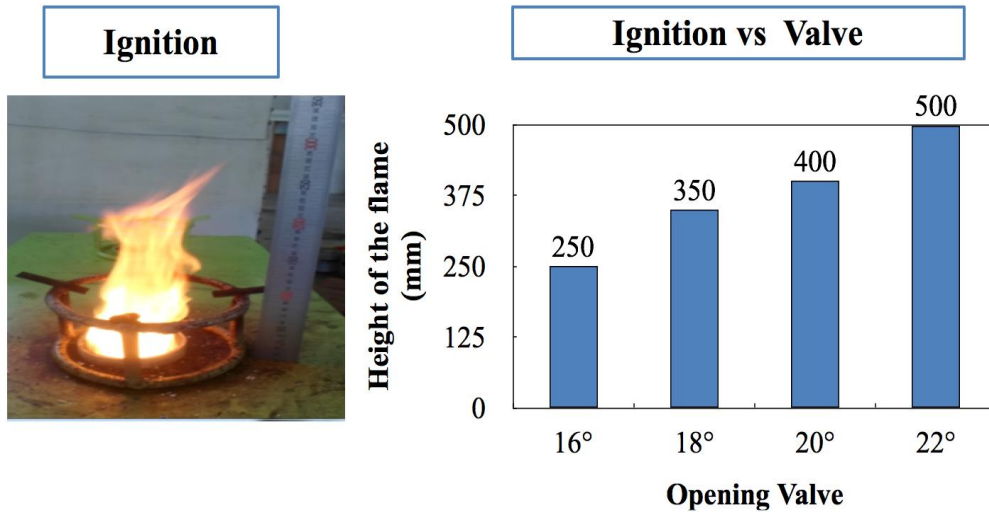 Ignition
Ignition vs Valve
Height of the flame
(mm)
500
375
250
125
0
250
350
400
500
16°
18°
20°
22°
Opening Valve